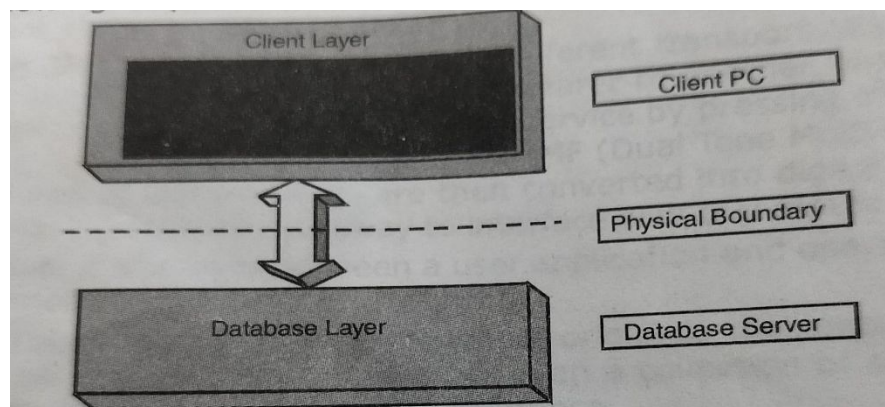 Client Layer
Client PC
Physical Boundary
Database Layer
Database Server